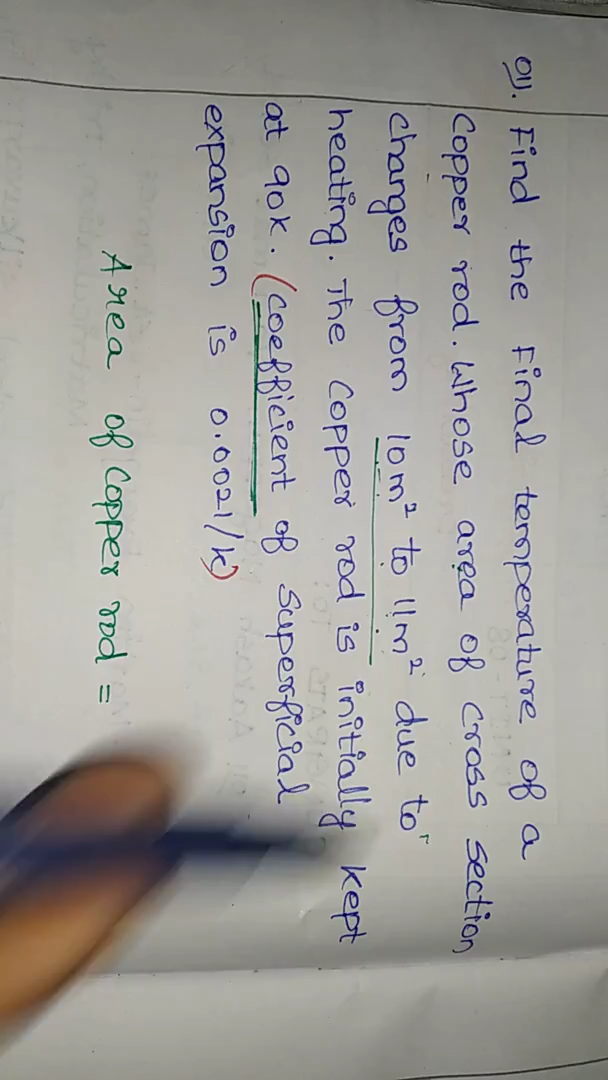 Q1). Find the Final temperature of a
Copper rod. Whose area of cross section
changes from 10m² to 11m² due to
heating. The Copper rod is initially kept
at 90K. (Coefficient of Superficial
expansion is 0.0021/K)
Area of Copper rod =